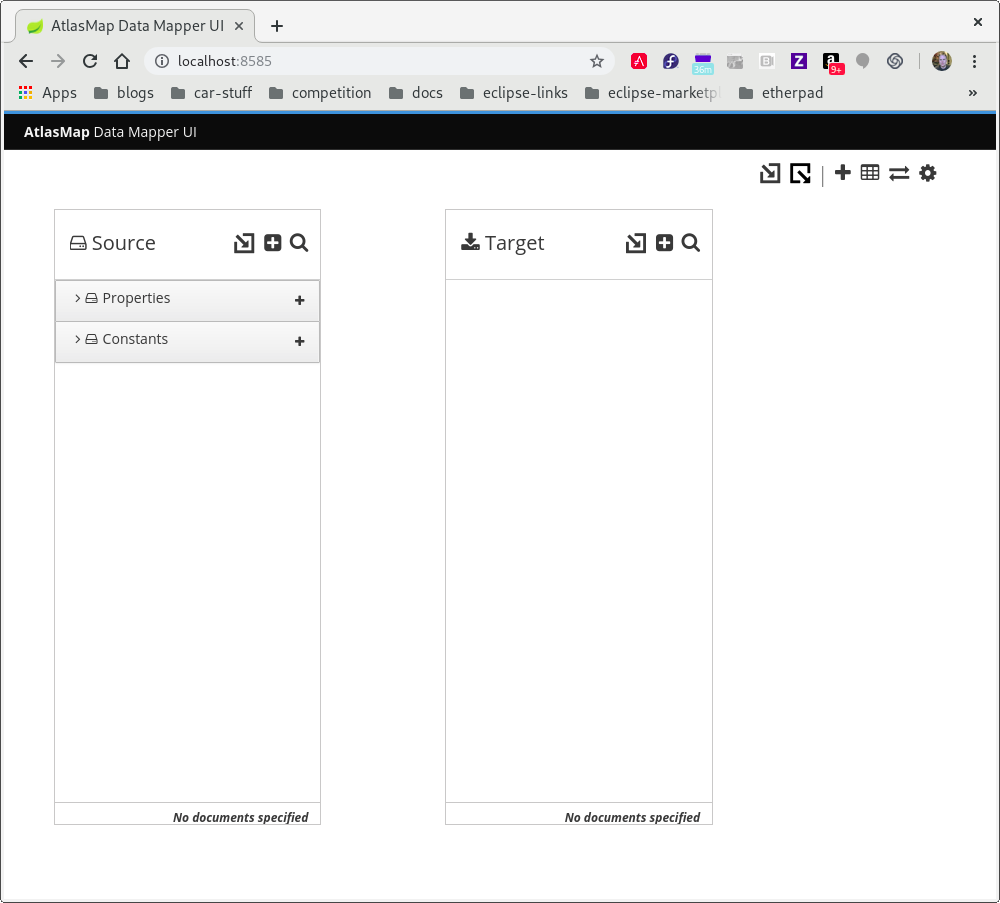 AtlasMap Data Mapper UI
localhost:8585
36m
B
Z
a
9+
Apps blogs car-stuff competition docs eclipse-links eclipse-marketpl etherpad »
AtlasMap Data Mapper UI
Source
Target
Properties
Constants
No documents specified
No documents specified